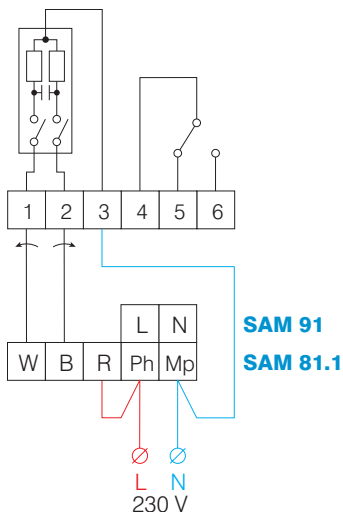 1 2 3 4 5 6
L N SAM 91
W B R Ph Mp SAM 81.1
L N
230 V